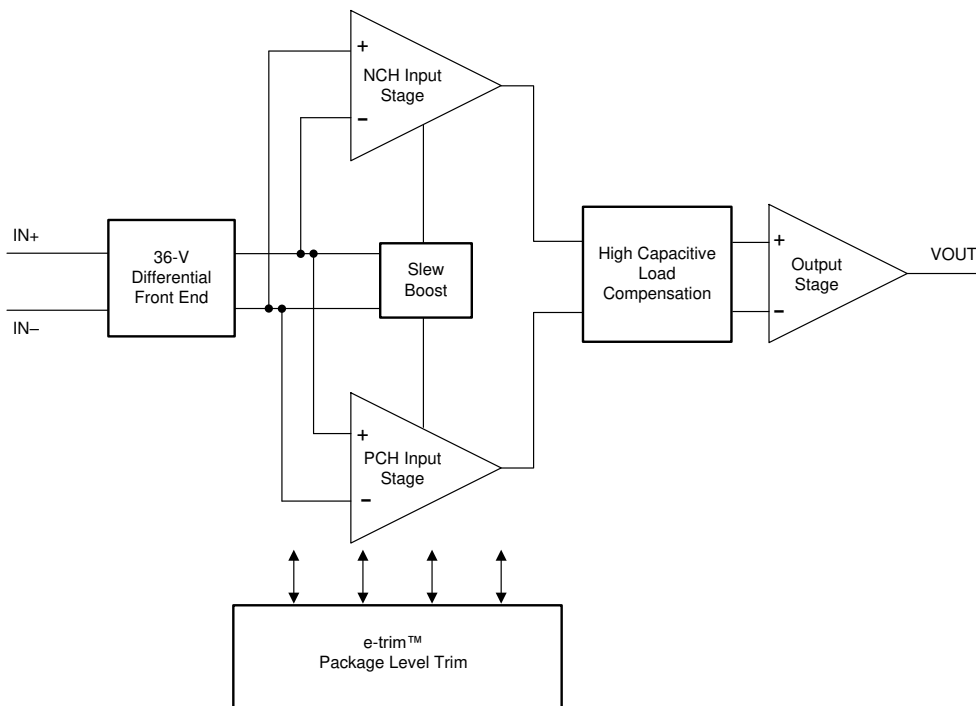 +
NCH Input
Stage
–
IN+
36-V
Differential
Front End
IN–
Slew
Boost
High Capacitive
Load
Compensation
+
Output
Stage
–
VOUT
+
PCH Input
Stage
–
e-trim™
Package Level Trim